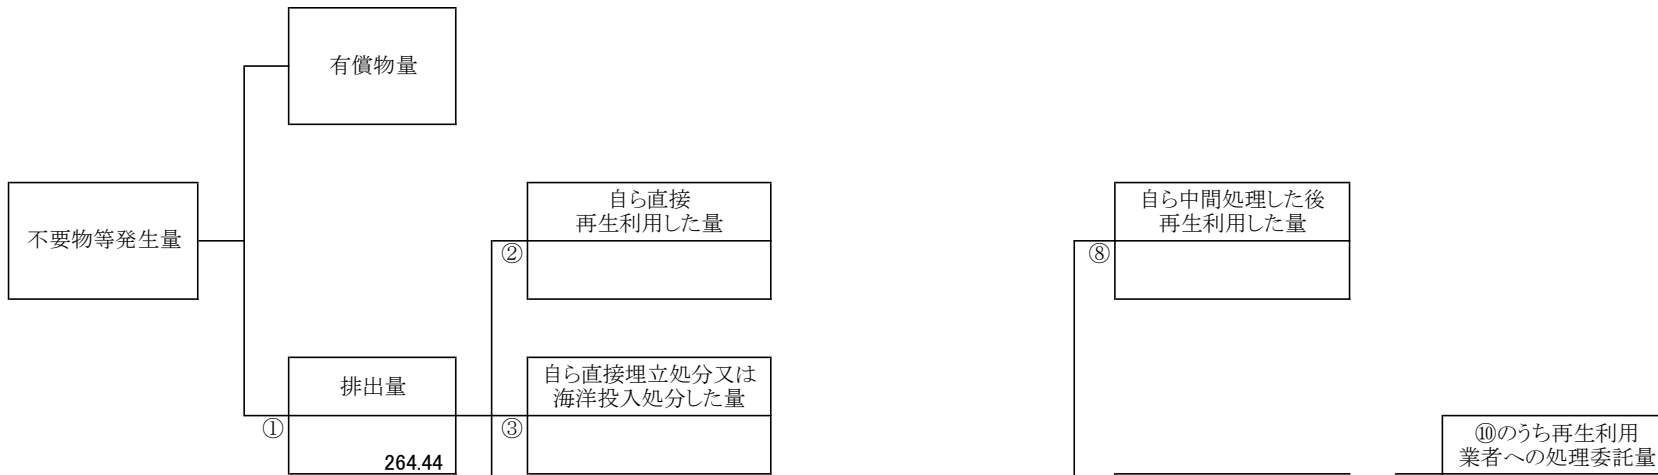 有償物量
不要物等発生量
自ら直接
再生利用した量
②
自ら中間処理した後
再生利用した量
⑧
排出量
①
264.44
自ら直接埋立処分又は
海洋投入処分した量
③
⑩のうち再生利用
業者への処理委託量